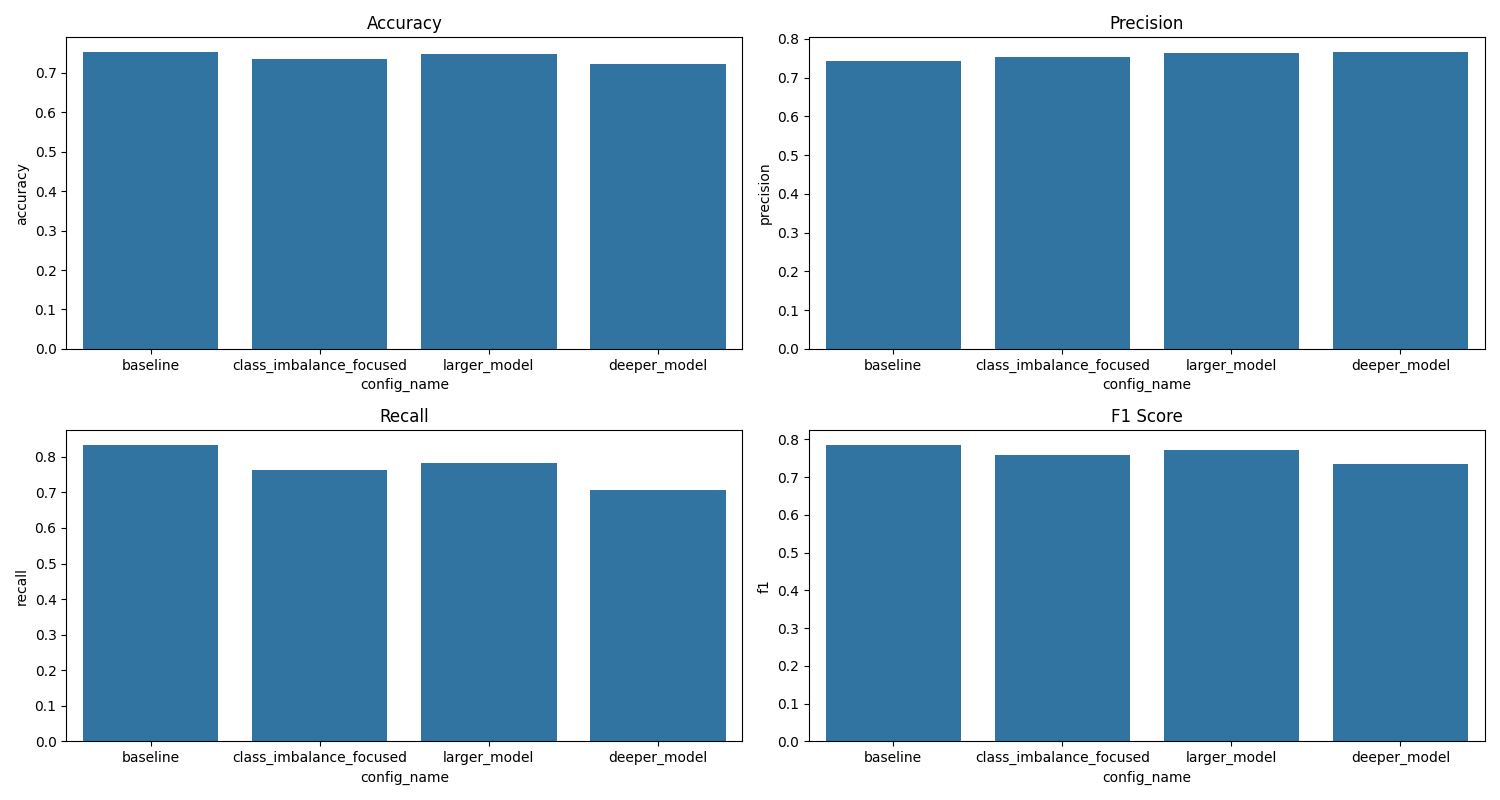 Accuracy
accuracy
0.7
0.6
0.5
0.4
0.3
0.2
0.1
0.0
baseline class_imbalance_focused larger_model deeper_model
config_name
Precision
precision
0.8
0.7
0.6
0.5
0.4
0.3
0.2
0.1
0.0
baseline class_imbalance_focused larger_model deeper_model
config_name
Recall
recall
0.8
0.7
0.6
0.5
0.4
0.3
0.2
0.1
0.0
baseline class_imbalance_focused larger_model deeper_model
config_name
F1 Score
f1
0.8
0.7
0.6
0.5
0.4
0.3
0.2
0.1
0.0
baseline class_imbalance_focused larger_model deeper_model
config_name